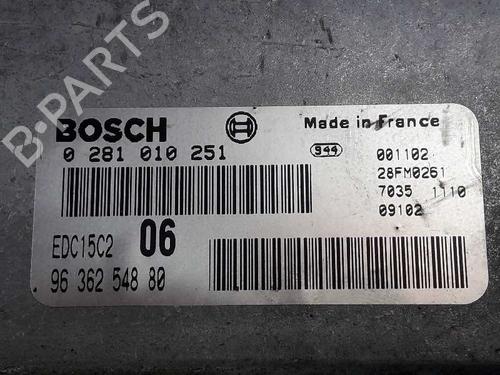 B-PARTS
BOSCH
Made in France
0 281 010 251
944
001102
28FM0261
7035 1110
09102
EDC15C2 06
96 362 548 80